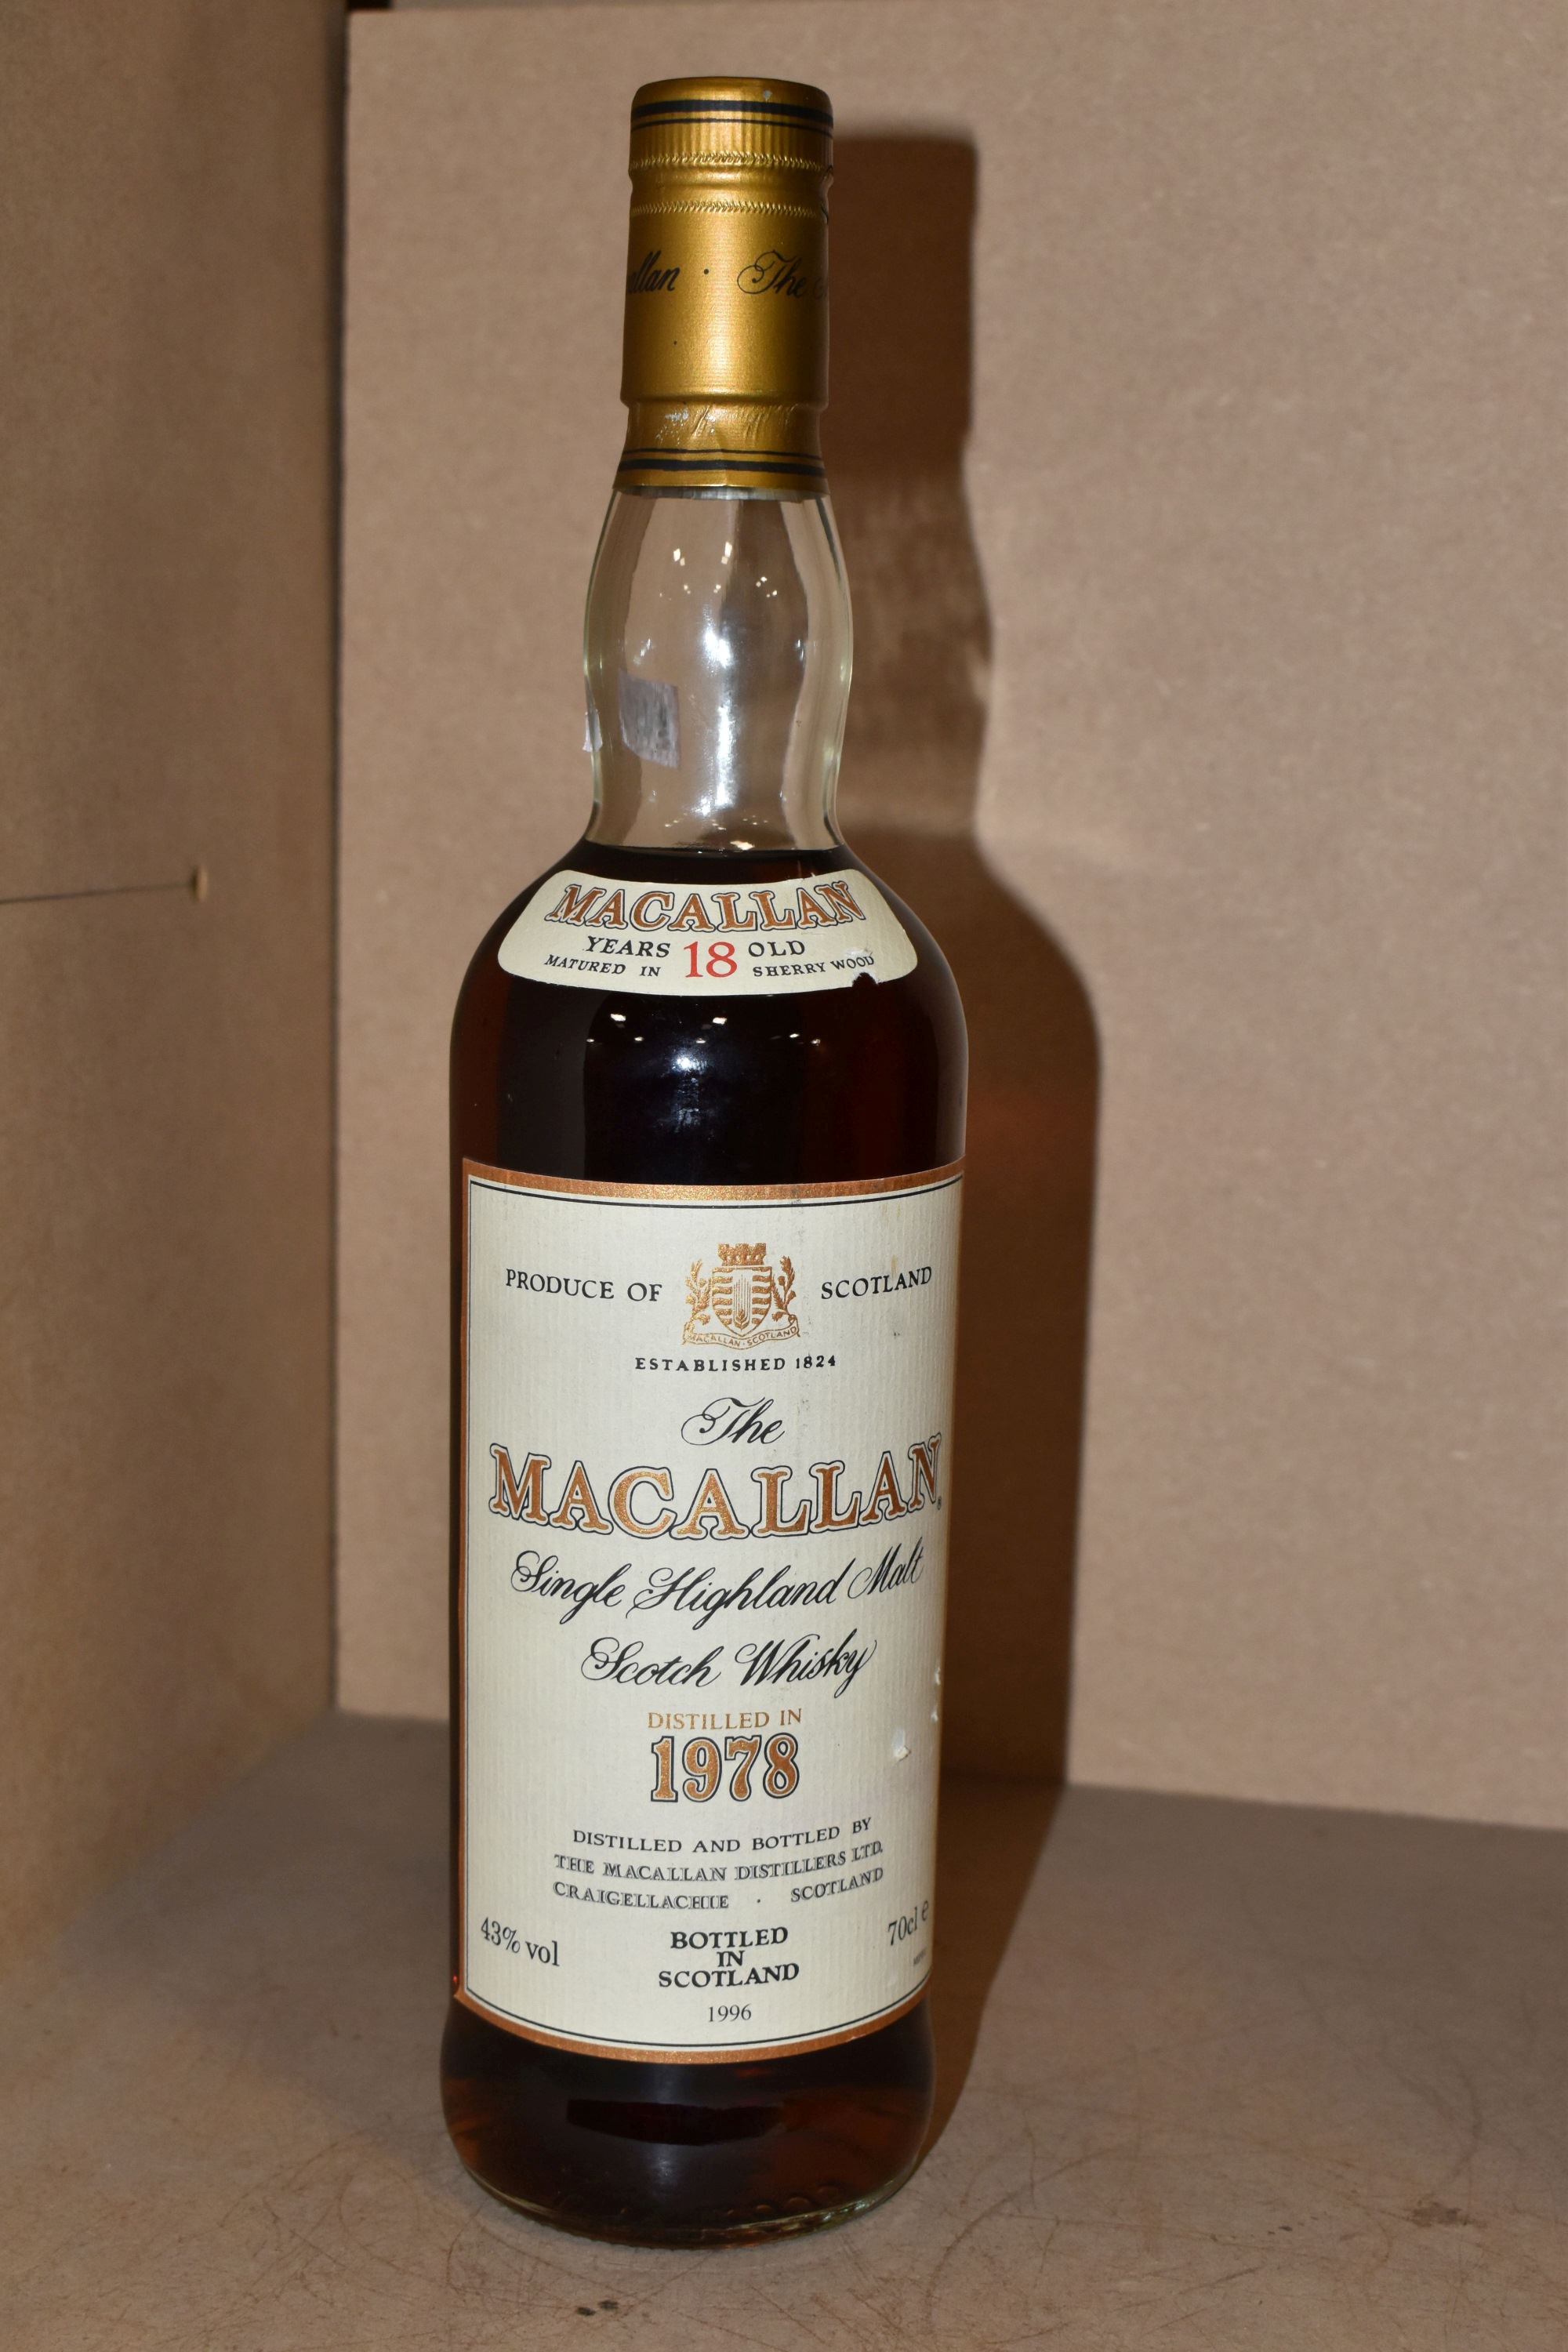 The
MACALLAN
YEARS 18 OLD
MATURED IN SHERRY WOOD
PRODUCE OF SCOTLAND
MACALLAN-SCOTLAND
ESTABLISHED 1824
The
MACALLAN
Single Highland Malt
Scotch Whisky
DISTILLED IN
1978
DISTILLED AND BOTTLED BY
THE MACALLAN DISTILLERS LTD.
CRAIGELLACHIE · SCOTLAND
43% vol 70cl e
BOTTLED
IN
SCOTLAND
1996